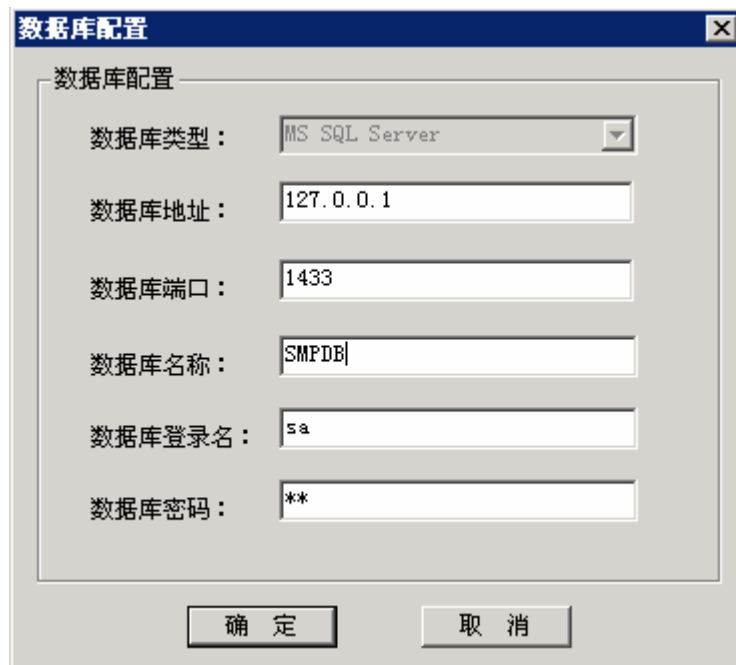 数据库配置
数据库配置
数据库类型： MS SQL Server
数据库地址： 127.0.0.1
数据库端口： 1433
数据库名称： SMPDB
数据库登录名： sa
数据库密码： **
确 定 取 消